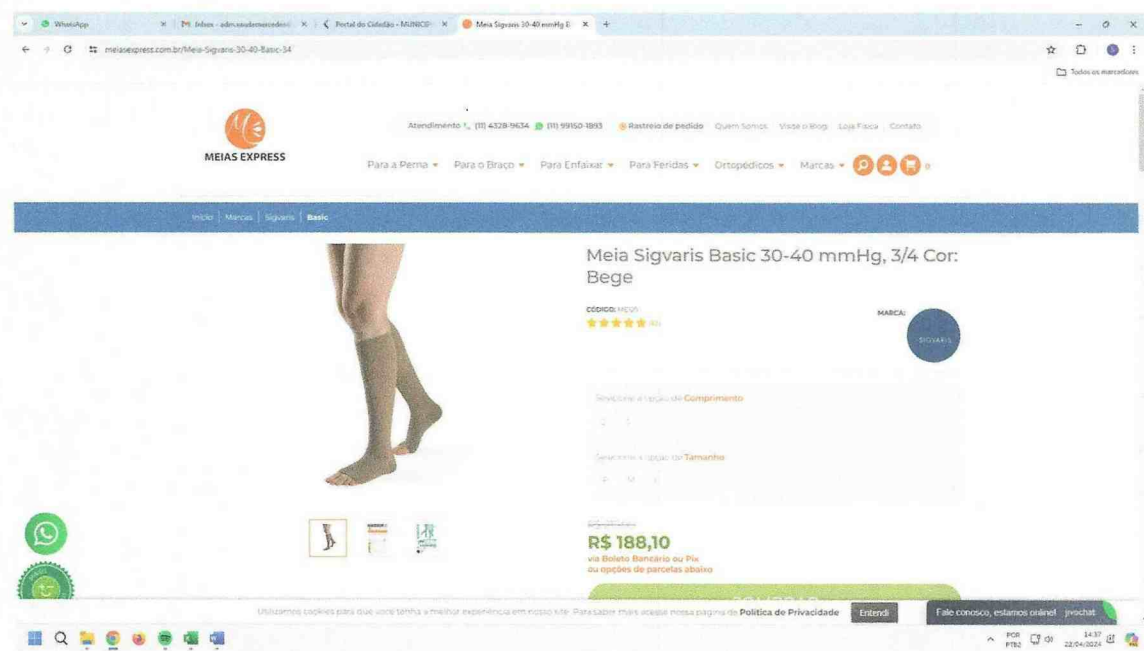 WhatsApp
Portal do Cidadão - MUNICÍP
Meia Sigvaris 30-40 mmHg E
meiasexpress.com.br/Meia-Sigvaris-30-40-Basic-34
Todos os marcadores
MEIAS EXPRESS
Atendimento (11) 4328-9634 (11) 99150-1893 Rastreio de pedido Quem Somos Visite o Blog Loja Física Contato
Para a Perna Para o Braço Para Enfaixar Para Feridas Ortopédicos Marcas 0
Início | Marcas | Sigvaris | Basic
Meia Sigvaris Basic 30-40 mmHg, 3/4 Cor:
Bege
CÓDIGO:
MARCA:
SIGVARIS
Selecione a opção de Comprimento
Selecione a opção de Tamanho
P M
R$ 188,10
via Boleto Bancário ou Pix
ou opções de parcelas abaixo
COMPRAR
Utilizamos cookies para que você tenha a melhor experiência em nosso site. Para saber mais acesse nossa página de Política de Privacidade
Entendi
Fale conosco, estamos online! jivochat
POR
PTB2
14:37
22/04/2024